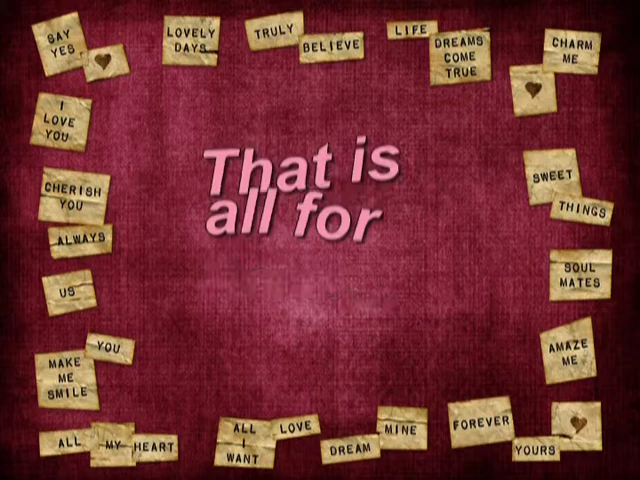 SAY
YES
LOVELY
DAYS
TRULY
BELIEVE
LIFE
DREAMS
COME
TRUE
CHARM
ME
I
LOVE
YOU
That is
all for
CHERISH
YOU
ALWAYS
SWEET
THINGS
US
SOUL
MATES
YOU
MAKE
ME
SMILE
AMAZE
ME
ALL
MY
HEART
ALL
I
WANT
LOVE
DREAM
MINE
FOREVER
YOURS